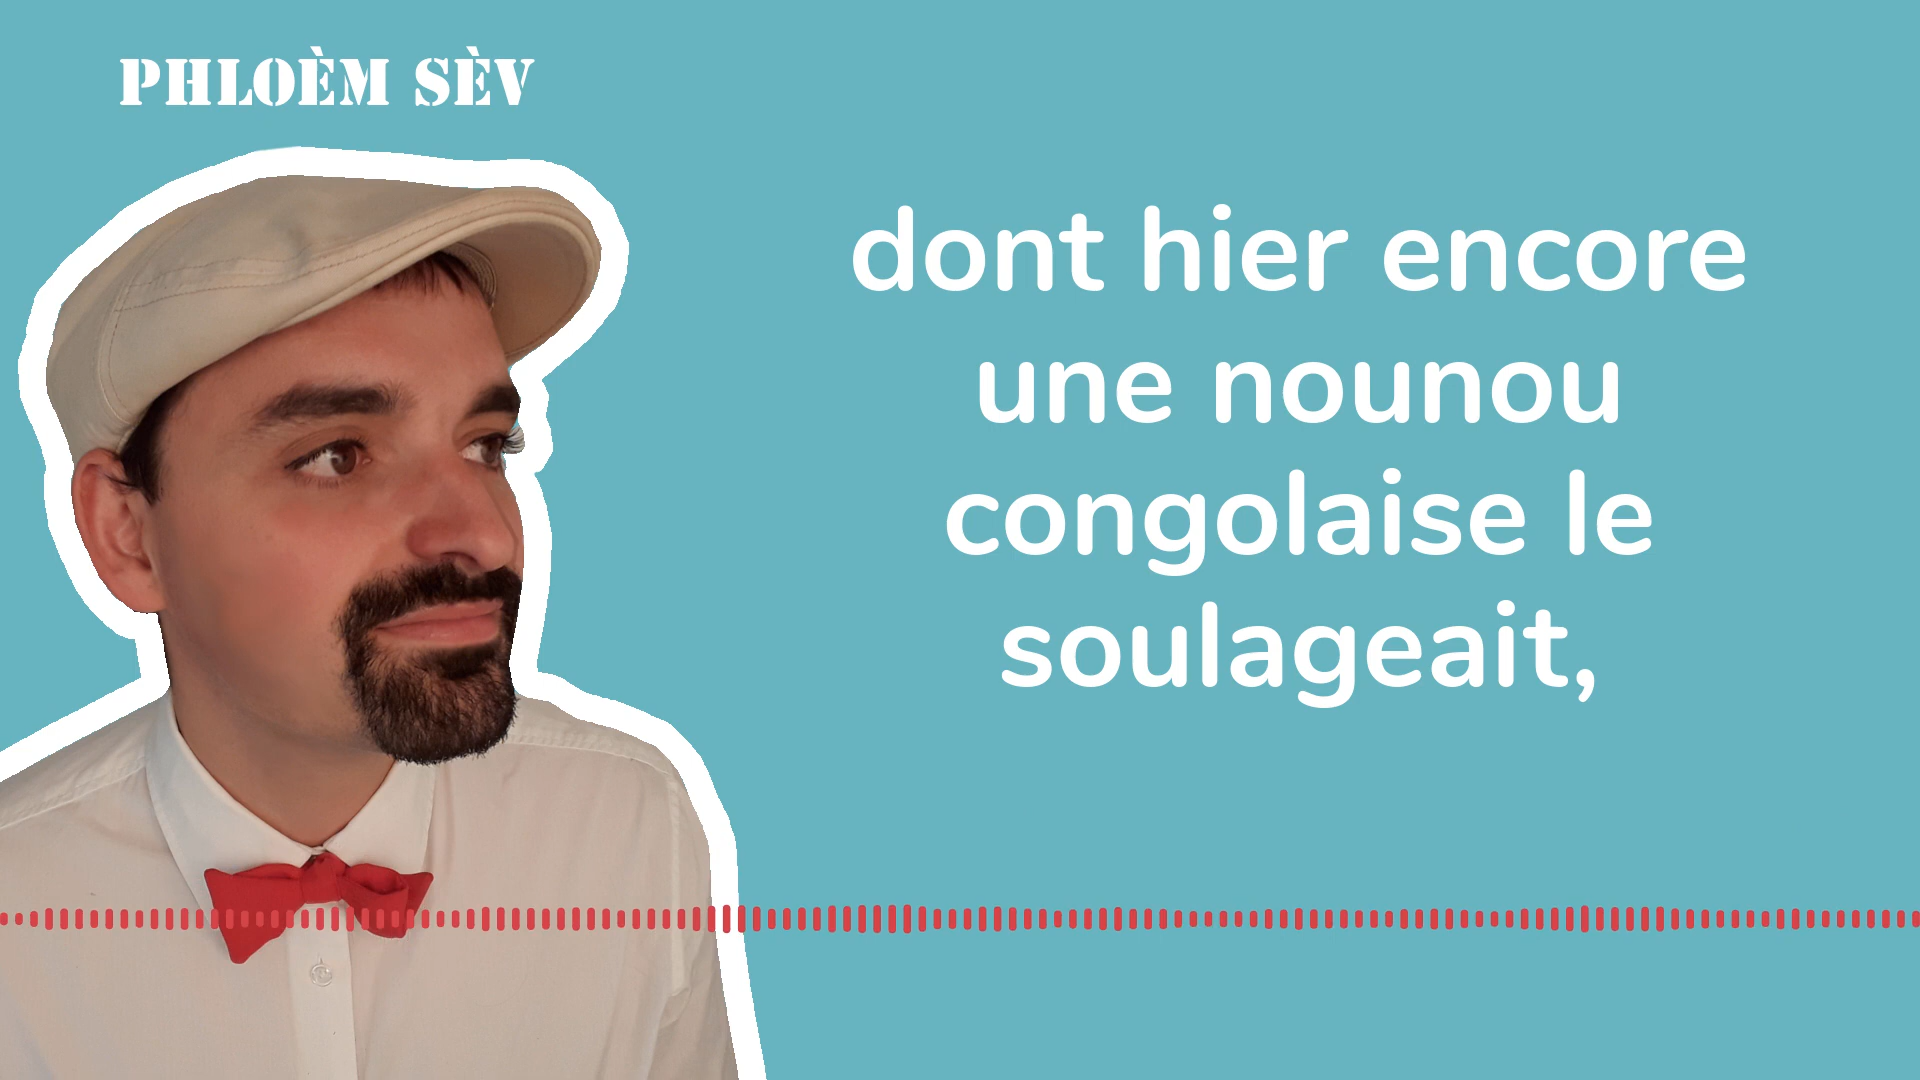 PHLOÈM SÈV
dont hier encore
une nounou
congolaise le
soulageait,